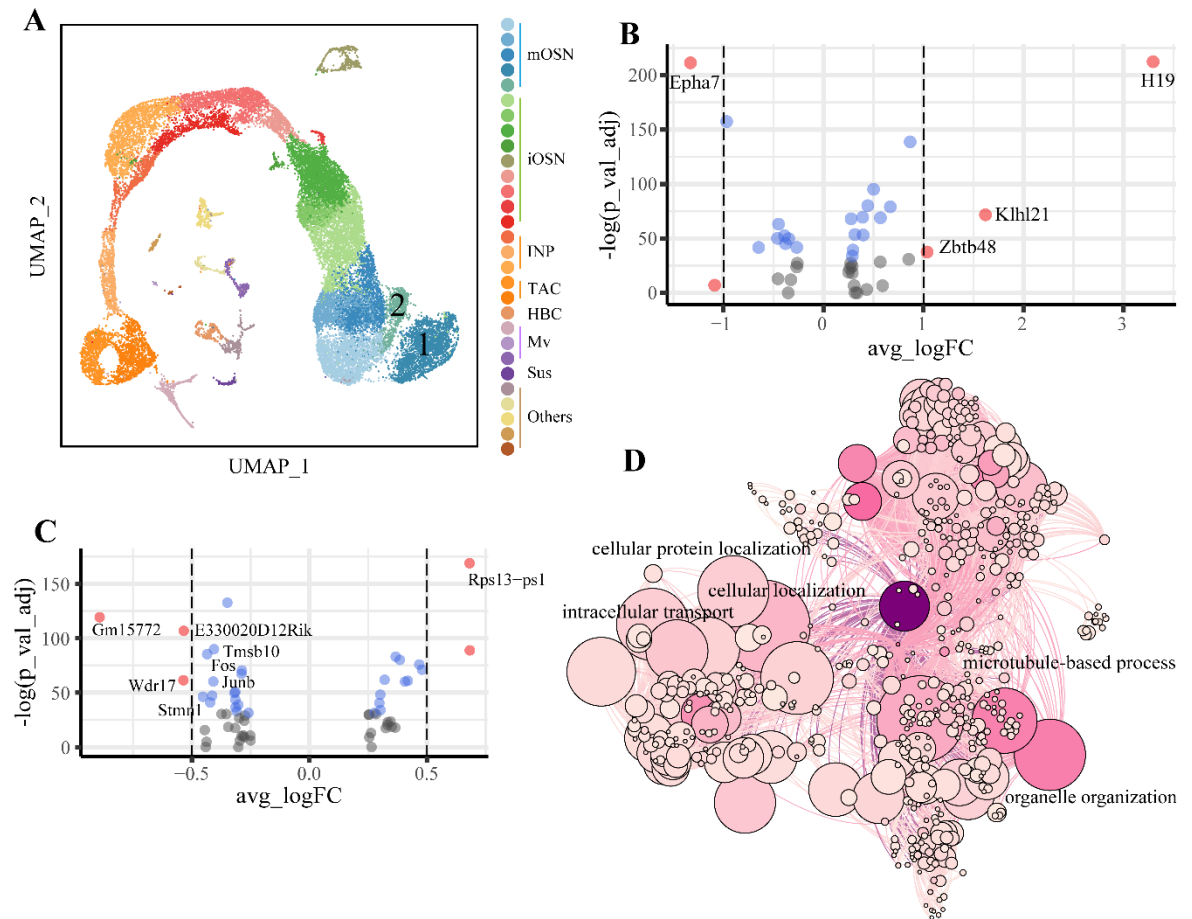 A
UMAP_2
UMAP_1
1
2
mOSN
iOSN
INP
TAC
HBC
Mv
Sus
Others
B
-log(p_val_adj)
200
150
100
50
0
Epha7
H19
Klhl21
Zbtb48
−1
0
1
2
3
avg_logFC
C
-log(p_val_adj)
150
100
50
0
Rps13−ps1
Gm15772
E330020D12Rik
Tmsb10
Fos
Junb
Wdr17
Stmn1
−0.5
0.0
0.5
avg_logFC
D
cellular protein localization
cellular localization
intracellular transport
microtubule-based process
organelle organization